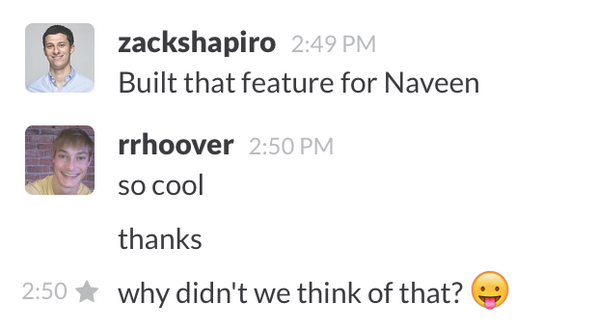 zackshapiro 2:49 PM
Built that feature for Naveen
rrhoover 2:50 PM
so cool
thanks
2:50 why didn't we think of that? 😛